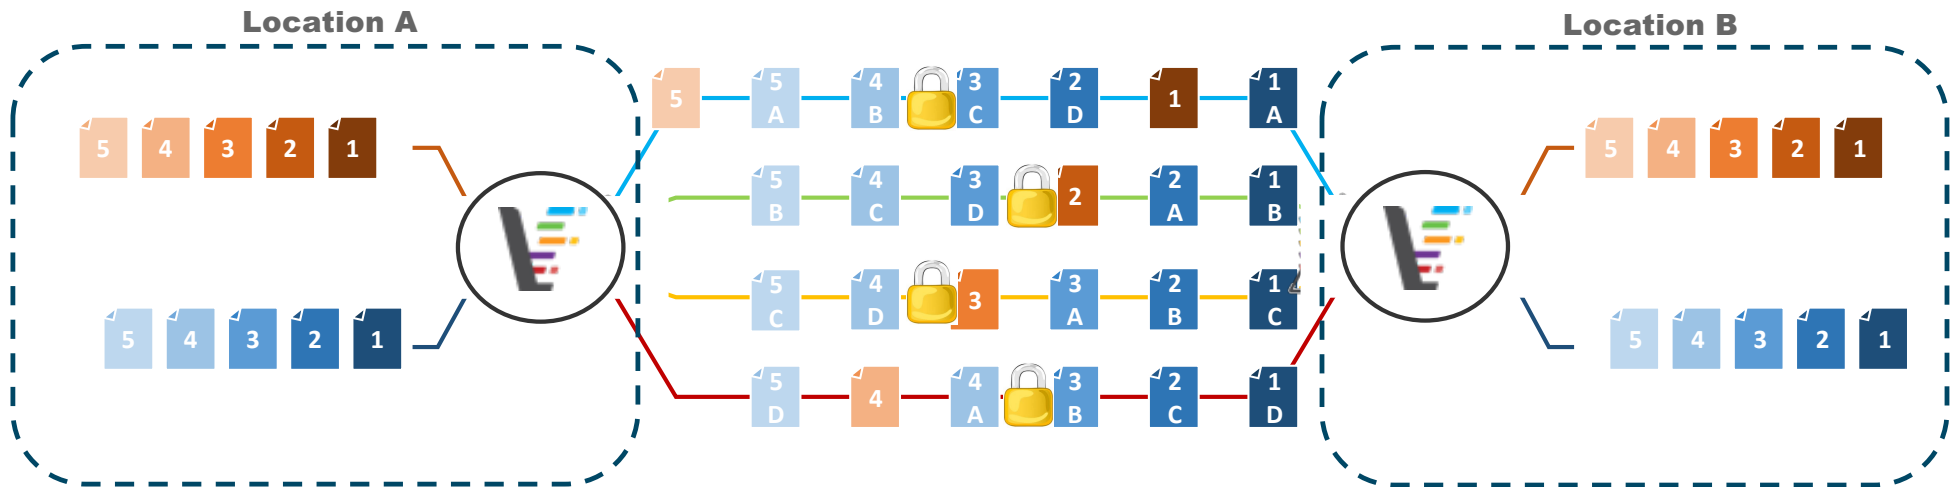 Location A
Location B
5 4 3 2 1
5 4 3 2 1
5
5 A
4 B
3 C
2 D
1
1 A
5 B
4 C
3 D
2
2 A
1 B
5 C
4 D
3
3 A
2 B
1 C
5 D
4
4 A
3 B
2 C
1 D
5 4 3 2 1
5 4 3 2 1